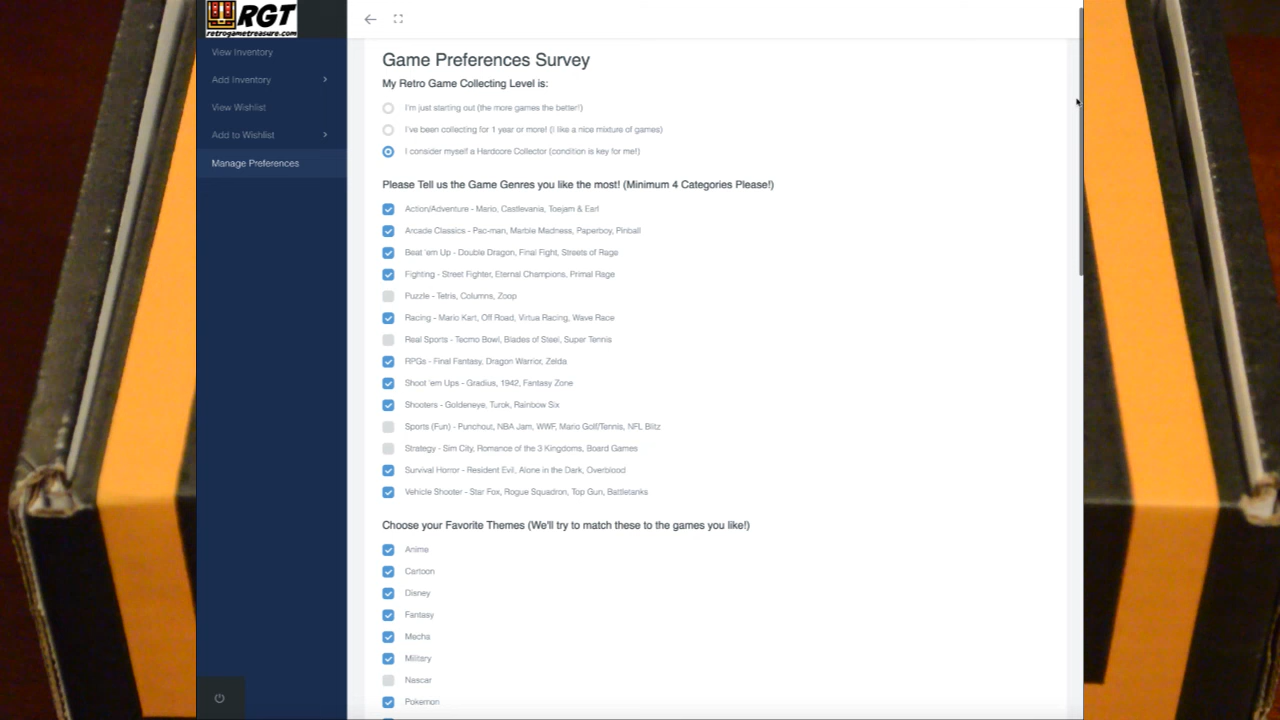 RGT
retrogametreasure.com
View Inventory
Add Inventory
View Wishlist
Add to Wishlist
Manage Preferences
Game Preferences Survey
My Retro Game Collecting Level is:
I'm just starting out (the more games the better!)
I've been collecting for 1 year or more! (I like a nice mixture of games)
I consider myself a Hardcore Collector (condition is key for me!)
Please Tell us the Game Genres you like the most! (Minimum 4 Categories Please!)
Action/Adventure - Mario, Castlevania, Toejam & Earl
Arcade Classics - Pac-man, Marble Madness, Paperboy, Pinball
Beat 'em Up - Double Dragon, Final Fight, Streets of Rage
Fighting - Street Fighter, Eternal Champions, Primal Rage
Puzzle - Tetris, Columns, Zoop
Racing - Mario Kart, Off Road, Virtua Racing, Wave Race
Real Sports - Tecmo Bowl, Blades of Steel, Super Tennis
RPGs - Final Fantasy, Dragon Warrior, Zelda
Shoot 'em Ups - Gradius, 1942, Fantasy Zone
Shooters - Goldeneye, Turok, Rainbow Six
Sports (Fun) - Punchout, NBA Jam, WWF, Mario Golf/Tennis, NFL Blitz
Strategy - Sim City, Romance of the 3 Kingdoms, Board Games
Survival Horror - Resident Evil, Alone in the Dark, Overblood
Vehicle Shooter - Star Fox, Rogue Squadron, Top Gun, Battletanks
Choose your Favorite Themes (We'll try to match these to the games you like!)
Anime
Cartoon
Disney
Fantasy
Mecha
Military
Nascar
Pokemon